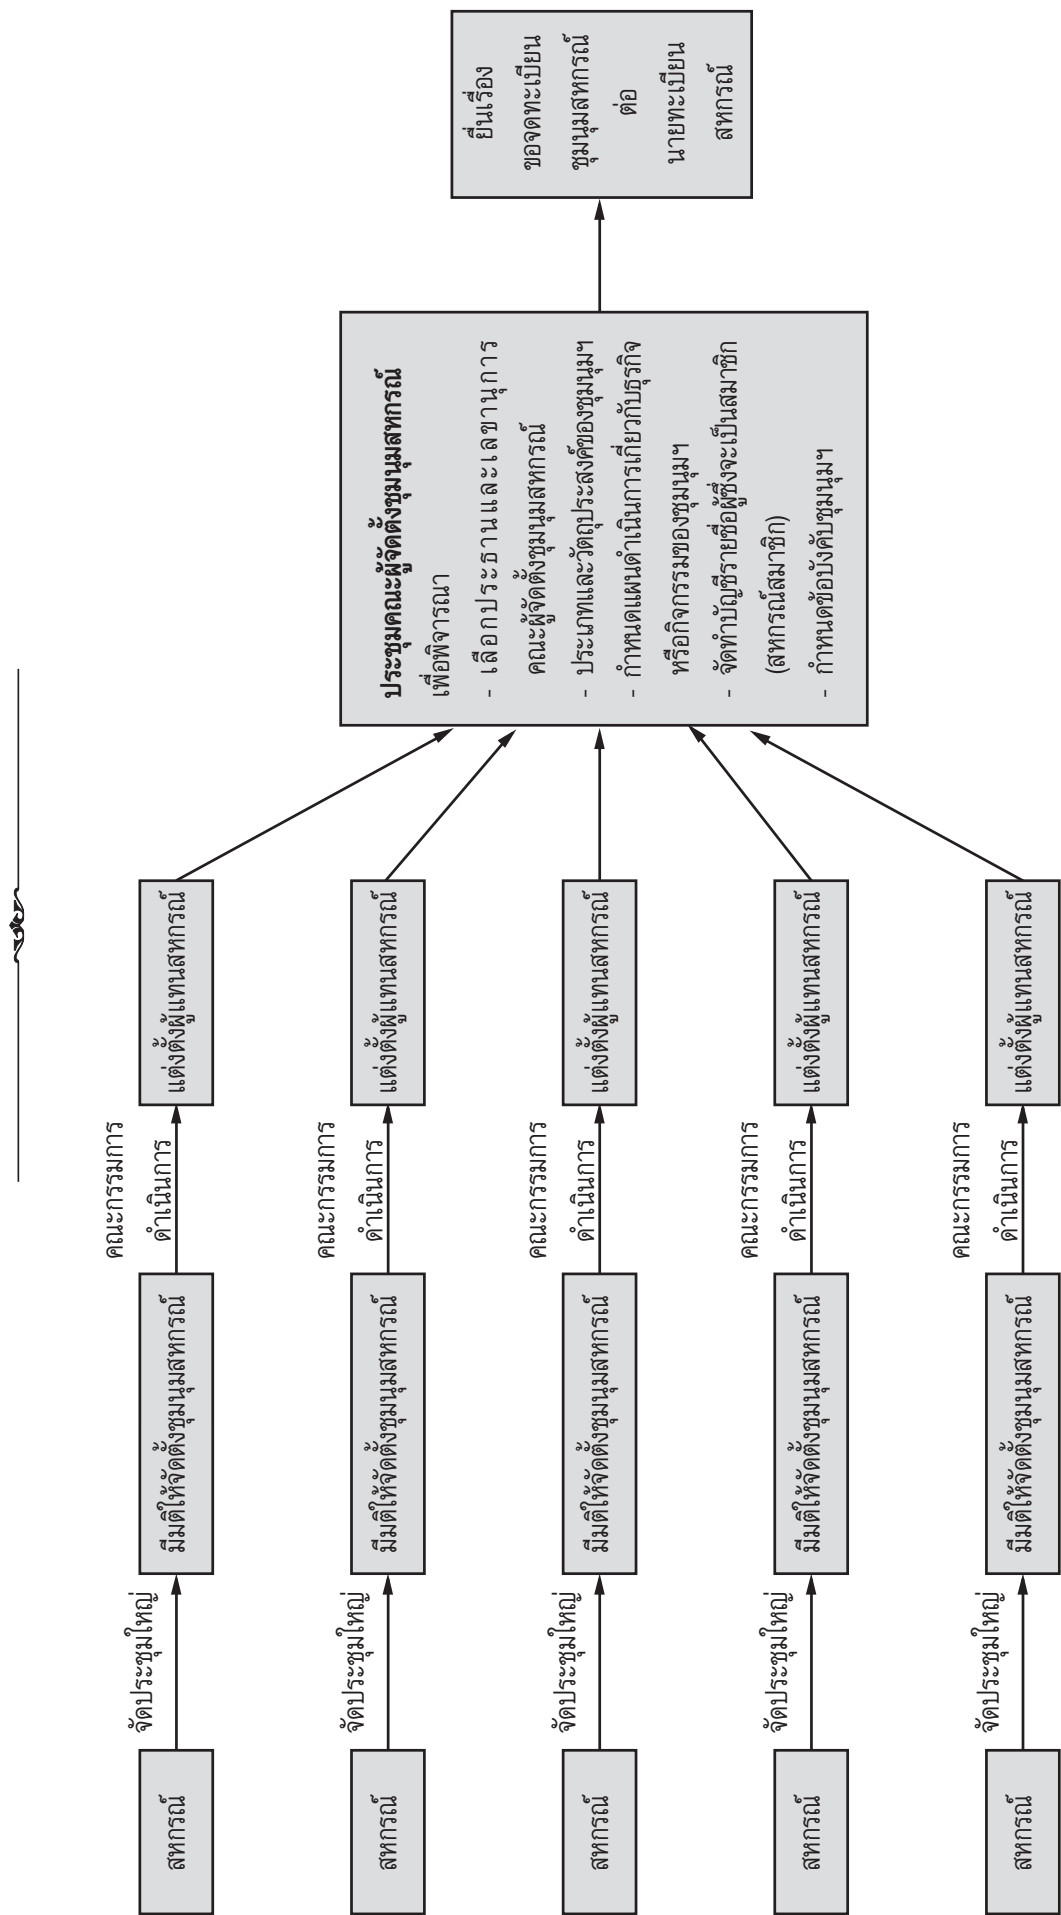 สหกรณ์
จัดประชุมใหญ่
มีมติให้จัดตั้งชุมนุมสหกรณ์
คณะกรรมการ
ดำเนินการ
แต่งตั้งผู้แทนสหกรณ์
สหกรณ์
จัดประชุมใหญ่
มีมติให้จัดตั้งชุมนุมสหกรณ์
คณะกรรมการ
ดำเนินการ
แต่งตั้งผู้แทนสหกรณ์
สหกรณ์
จัดประชุมใหญ่
มีมติให้จัดตั้งชุมนุมสหกรณ์
คณะกรรมการ
ดำเนินการ
แต่งตั้งผู้แทนสหกรณ์
สหกรณ์
จัดประชุมใหญ่
มีมติให้จัดตั้งชุมนุมสหกรณ์
คณะกรรมการ
ดำเนินการ
แต่งตั้งผู้แทนสหกรณ์
สหกรณ์
จัดประชุมใหญ่
มีมติให้จัดตั้งชุมนุมสหกรณ์
คณะกรรมการ
ดำเนินการ
แต่งตั้งผู้แทนสหกรณ์
ประชุมคณะผู้จัดตั้งชุมนุมสหกรณ์
เพื่อพิจารณา
- เลือกประธานและเลขานุการ
คณะผู้จัดตั้งชุมนุมสหกรณ์
- ประเภทและวัตถุประสงค์ของชุมนุมฯ
- กำหนดแผนดำเนินการเกี่ยวกับธุรกิจ
หรือกิจกรรมของชุมนุมฯ
- จัดทำบัญชีรายชื่อผู้ซึ่งจะเป็นสมาชิก
(สหกรณ์สมาชิก)
- กำหนดข้อบังคับชุมนุมฯ
ยื่นเรื่อง
ขอจดทะเบียน
ชุมนุมสหกรณ์
ต่อ
นายทะเบียน
สหกรณ์